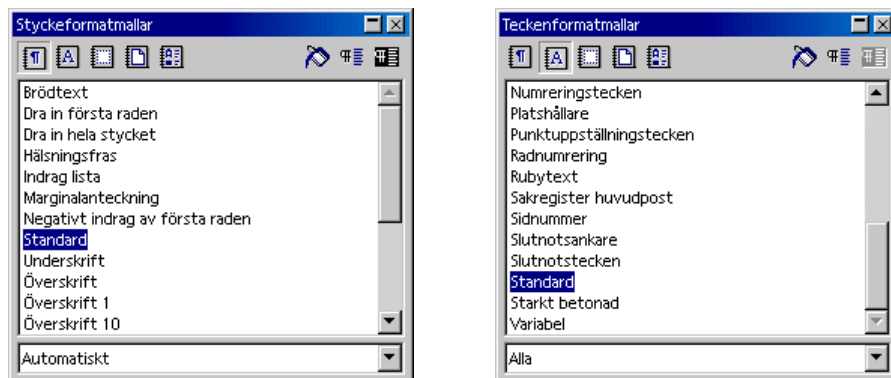 Styckeformatmallar
Brödtext
Dra in första raden
Dra in hela stycket
Hälsningsfras
Indrag lista
Marginalanteckning
Negativt indrag av första raden
Standard
Underskrift
Överskrift
Överskrift 1
Överskrift 10
Automatiskt
Teckenformatmallar
Numreringstecken
Platshållare
Punktuppställningstecken
Radnumrering
Rubytext
Sakregister huvudpost
Sidnummer
Slutnotsankare
Slutnotstecken
Standard
Starkt betonad
Variabel
Alla